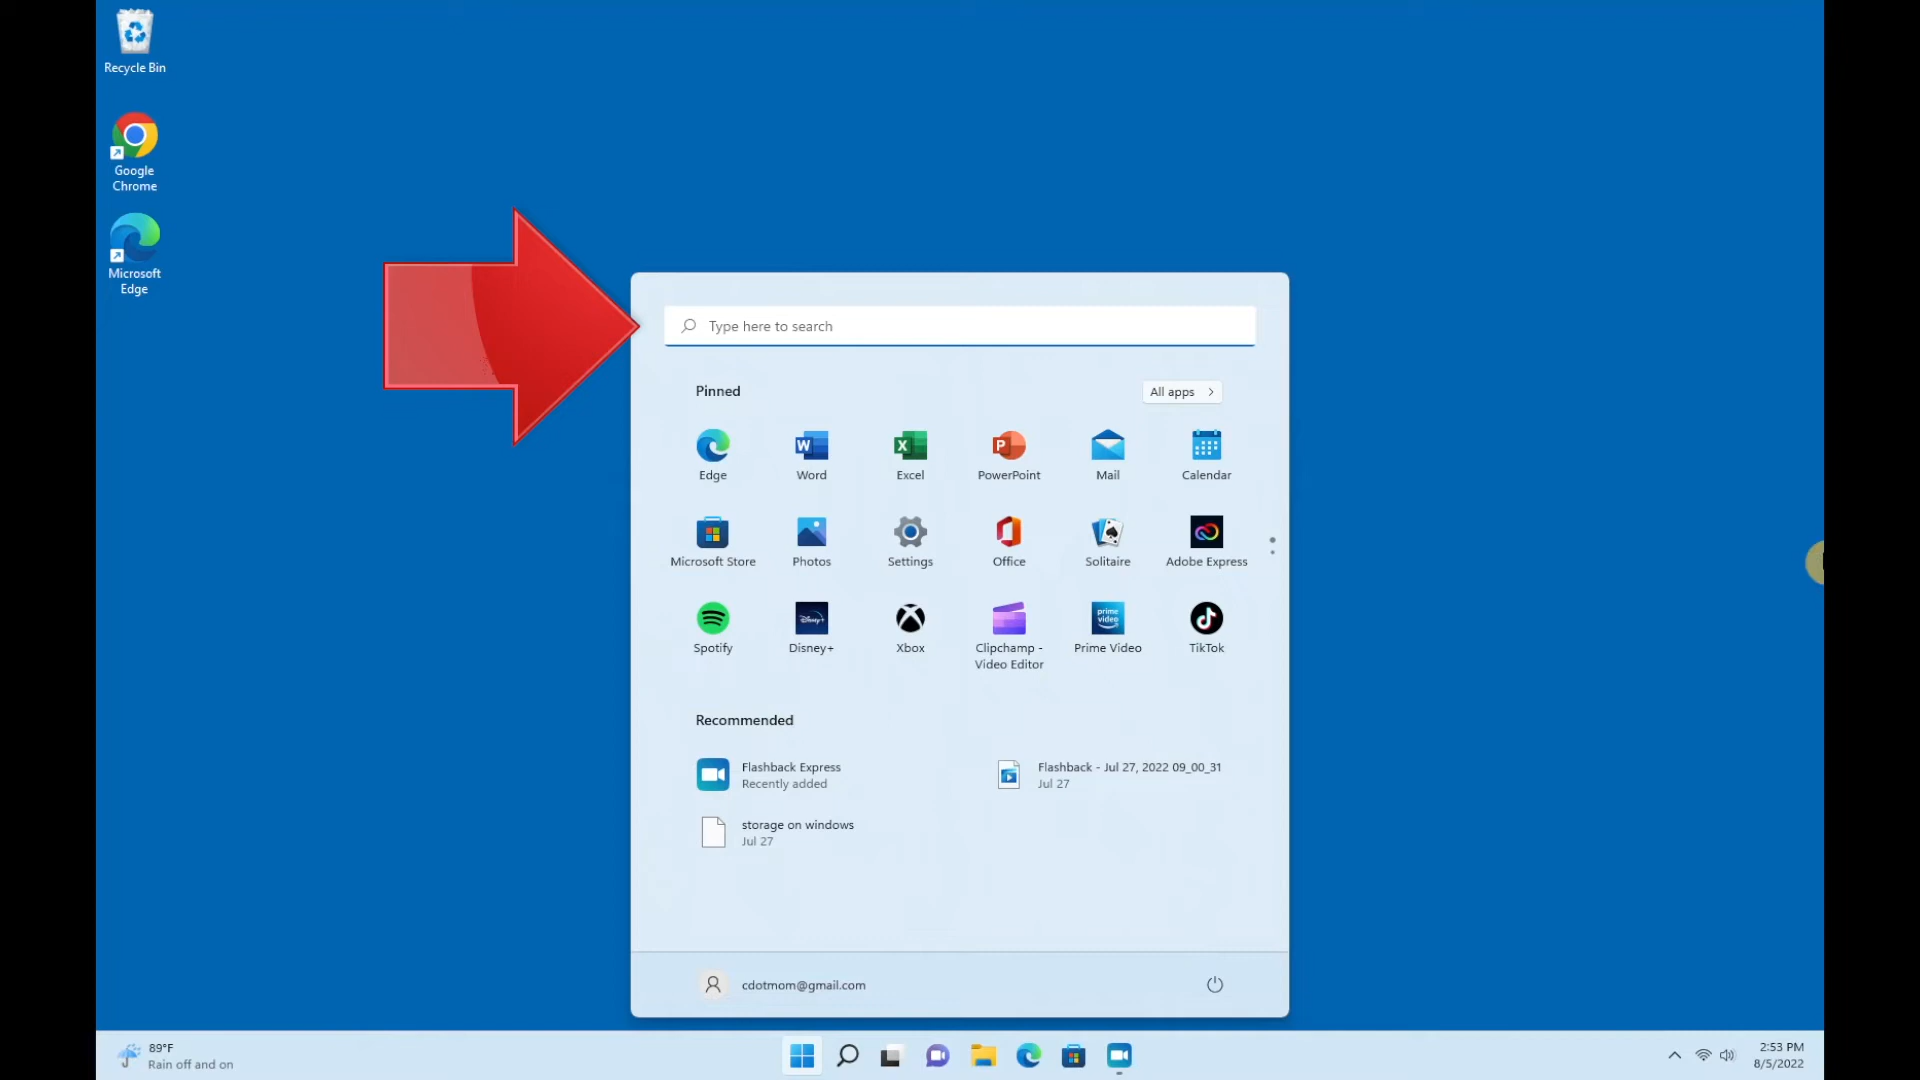 Recycle Bin
Google
Chrome
Microsoft
Edge
Type here to search
Pinned
All apps
Edge
Word
Excel
PowerPoint
Mail
Calendar
Microsoft Store
Photos
Settings
Office
Solitaire
Adobe Express
Spotify
Disney+
Xbox
Clipchamp -
Video Editor
prime
video
Prime Video
TikTok
Recommended
Flashback Express
Recently added
Flashback - Jul 27, 2022 09_00_31
Jul 27
storage on windows
Jul 27
cdotmom@gmail.com
89°F
Rain off and on
2:53 PM
8/5/2022